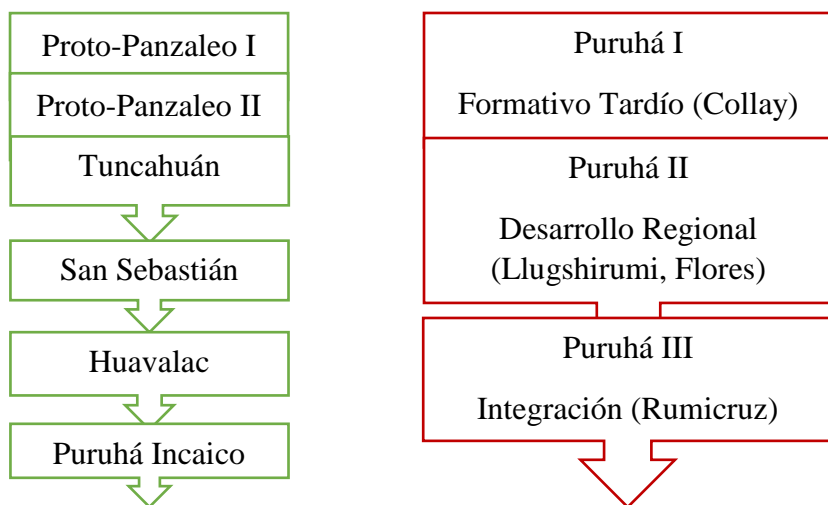 Proto-Panzaleo I
Proto-Panzaleo II
Tuncahuán
San Sebastián
Huavalac
Puruhá Incaico
Puruhá I
Formativo Tardío (Collay)
Puruhá II
Desarrollo Regional
(Llugshirumi, Flores)
Puruhá III
Integración (Rumicruz)